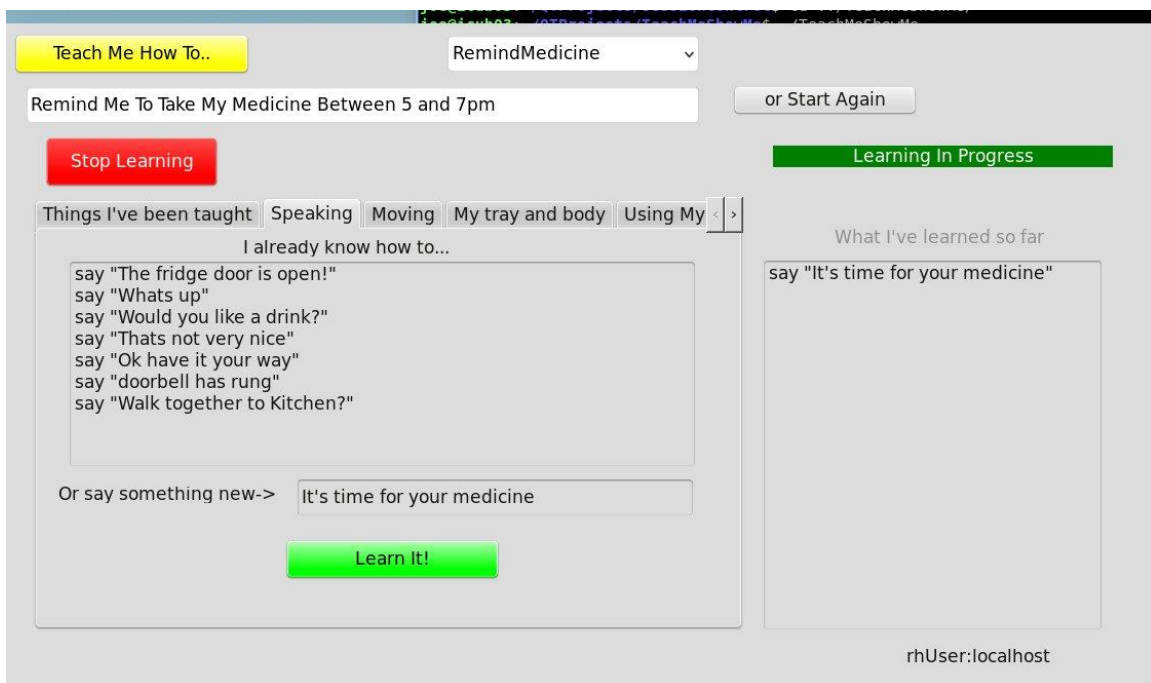 Teach Me How To..
RemindMedicine
Remind Me To Take My Medicine Between 5 and 7pm
or Start Again
Stop Learning
Learning In Progress
Things I've been taught
Speaking
Moving
My tray and body
Using My
What I've learned so far
I already know how to...
say "The fridge door is open!"
say "Whats up"
say "Would you like a drink?"
say "Thats not very nice"
say "Ok have it your way"
say "doorbell has rung"
say "Walk together to Kitchen?"
say "It's time for your medicine"
Or say something new->
It's time for your medicine
Learn It!
rhUser:localhost